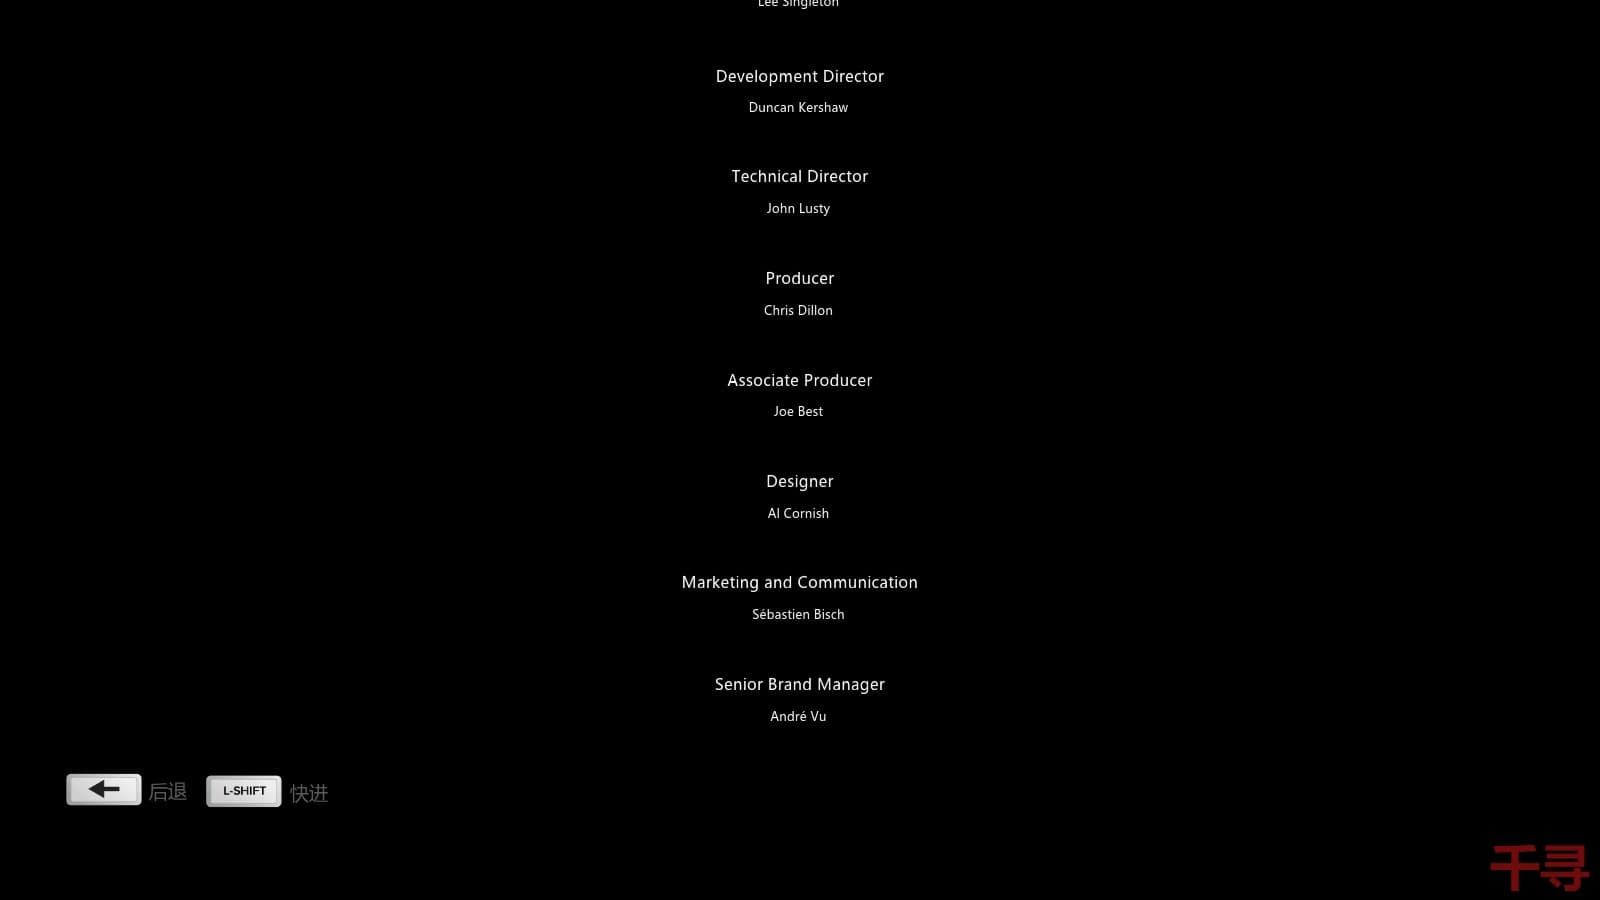 Lee Singleton
Development Director
Duncan Kershaw
Technical Director
John Lusty
Producer
Chris Dillon
Associate Producer
Joe Best
Designer
Al Cornish
Marketing and Communication
Sébastien Bisch
Senior Brand Manager
André Vu
后退 L-SHIFT 快进
千寻